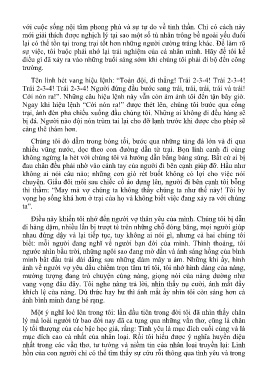 với cuộc sống nội tâm phong phú và sự tự do về tinh thần. Chỉ có cách này
mới giải thích được nghịch lý tại sao một số tù nhân trông bề ngoài yếu đuối
lại có thể tồn tại trong trại tốt hơn những người cường tráng khác. Để làm rõ
sự việc, tôi buộc phải nhớ lại trải nghiệm của cá nhân mình. Hãy để tôi kể
điều gì đã xảy ra vào những buổi sáng sớm khi chúng tôi phải đi bộ đến công
trường.
Tên lính hét vang hiệu lệnh: “Toán đội, đi thẳng! Trái 2-3-4! Trái 2-3-4!
Trái 2-3-4! Trái 2-3-4! Người đứng đầu bước sang trái, trái, trái, trái và trái!
Cởi nón ra!”. Những câu hiệu lệnh này vẫn còn ám ảnh tôi đến tận bây giờ.
Ngay khi hiệu lệnh “Cởi nón ra!” được thét lên, chúng tôi bước qua cổng
trại, ánh đèn pha chiếu xuống đầu chúng tôi. Những ai không đi đều hàng sẽ
bị đá. Người nào đội nón trùm tai lại cho đỡ lạnh trước khi được cho phép sẽ
càng thê thảm hơn.
Chúng tôi dò dẫm trong bóng tối, bước qua những tảng đá lớn và đi qua
nhiều vũng nước, dọc theo con đường dẫn từ trại. Bọn lính canh đi cùng
không ngừng la hét với chúng tôi và hướng dẫn bằng báng súng. Bất cứ ai bị
đau chân đều phải nhờ vào cánh tay của người đi bên cạnh giúp đỡ. Hầu như
không ai nói câu nào; những cơn gió rét buốt không có lợi cho việc nói
chuyện. Giấu đôi môi sau chiếc cổ áo dựng lên, người đi bên cạnh tôi bỗng
thì thầm: “May mà vợ chúng ta không thấy chúng ta như thế này! Tôi hy
vọng họ sống khá hơn ở trại của họ và không biết việc đang xảy ra với chúng
ta”.
Điều này khiến tôi nhớ đến người vợ thân yêu của mình. Chúng tôi bị dẫn
đi hàng dặm, nhiều lần bị trượt té trên những chỗ đóng băng, mọi người giúp
nhau đứng dậy và lại tiếp tục, tuy không ai nói gì, nhưng cả hai chúng tôi
biết: mỗi người đang nghĩ về người bạn đời của mình. Thỉnh thoảng, tôi
ngước nhìn bầu trời, những ngôi sao đang mờ dần và ánh sáng hồng của bình
minh bắt đầu trải dài đằng sau những đám mây u ám. Những khi ấy, hình
ảnh về người vợ yêu dấu chiếm trọn tâm trí tôi, tôi nhớ hình dáng của nàng,
mường tượng đang trò chuyện cùng nàng, giọng nói của nàng dường như
vang vọng đâu đây. Tôi nghe nàng trả lời, nhìn thấy nụ cười, ánh mắt đầy
khích lệ của nàng. Dù thực hay hư thì ánh mắt ấy nhìn tôi còn sáng hơn cả
ánh bình minh đang hé rạng.
Một ý nghĩ lóe lên trong tôi: lần đầu tiên trong đời tôi đã nhìn thấy chân
lý mà loài người từ bao đời nay đã ca tụng qua những vần thơ, cũng là chân
lý tối thượng của các bậc học giả, rằng: Tình yêu là mục đích cuối cùng và là
mục đích cao cả nhất của nhân loại. Rồi tôi hiểu được ý nghĩa huyền diệu
nhất trong các vần thơ, tư tưởng và niềm tin của nhân loại truyền lại: Linh
hồn của con người chỉ có thể tìm thấy sự cứu rỗi thông qua tình yêu và trong